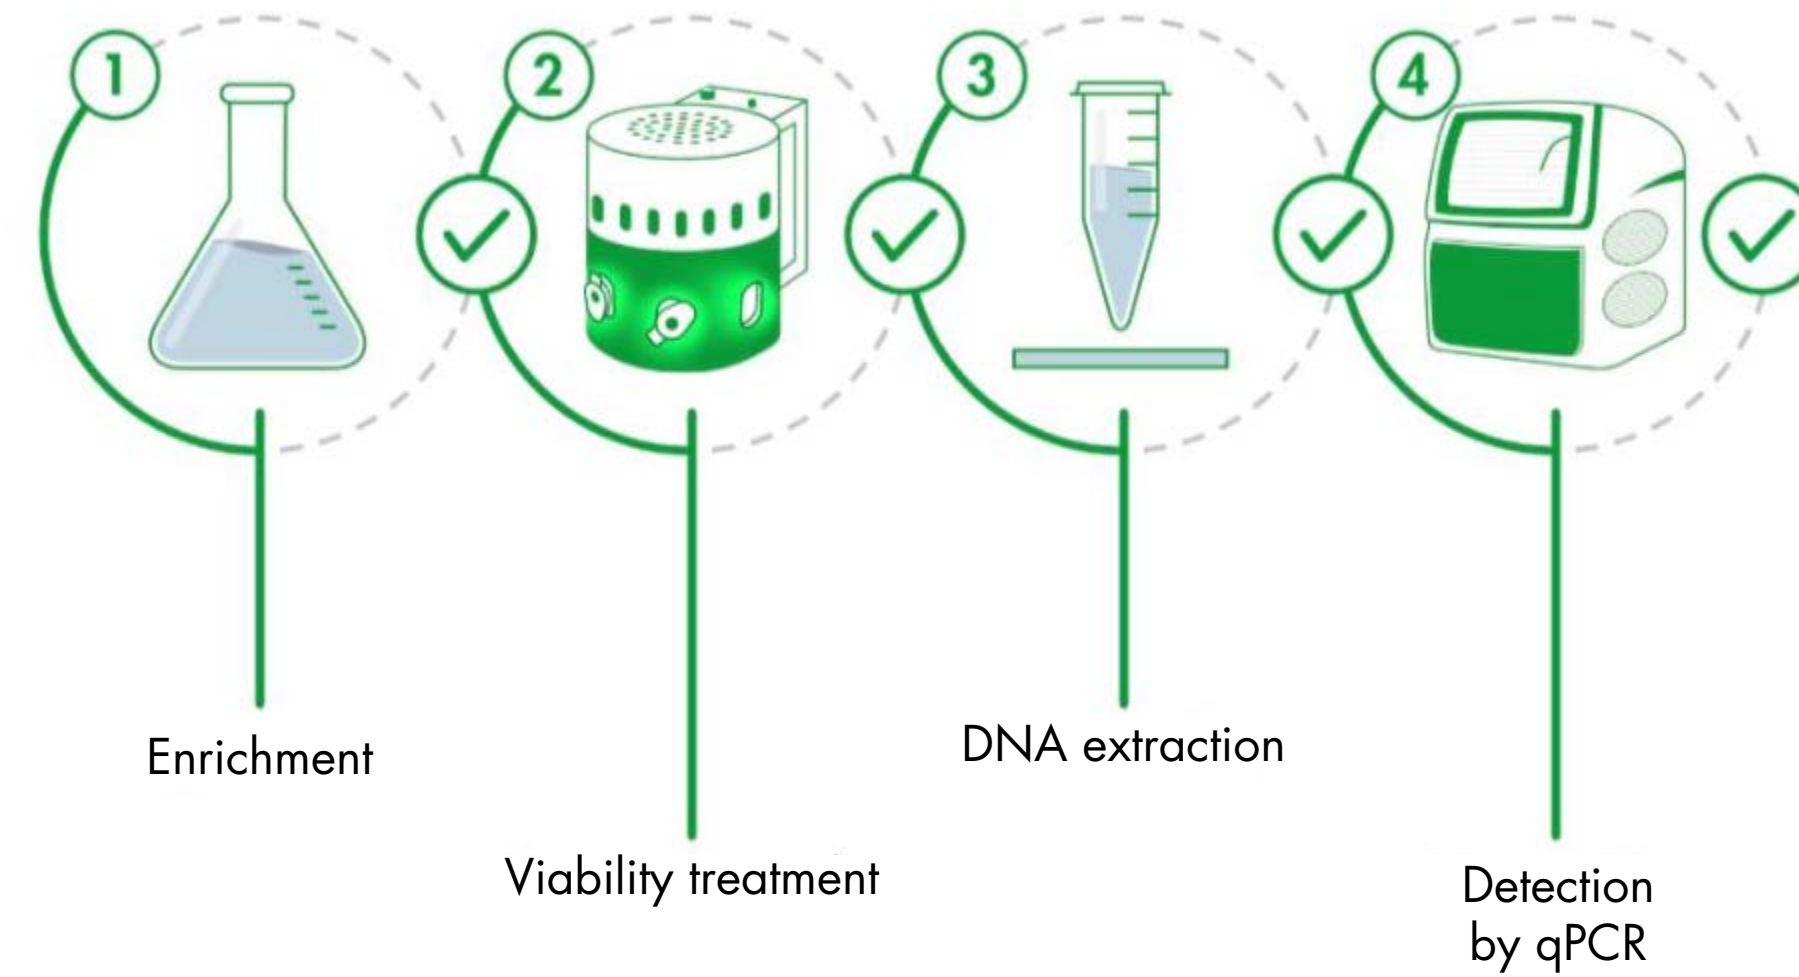 1
2
3
4
Enrichment
Viability treatment
DNA extraction
Detection
by qPCR